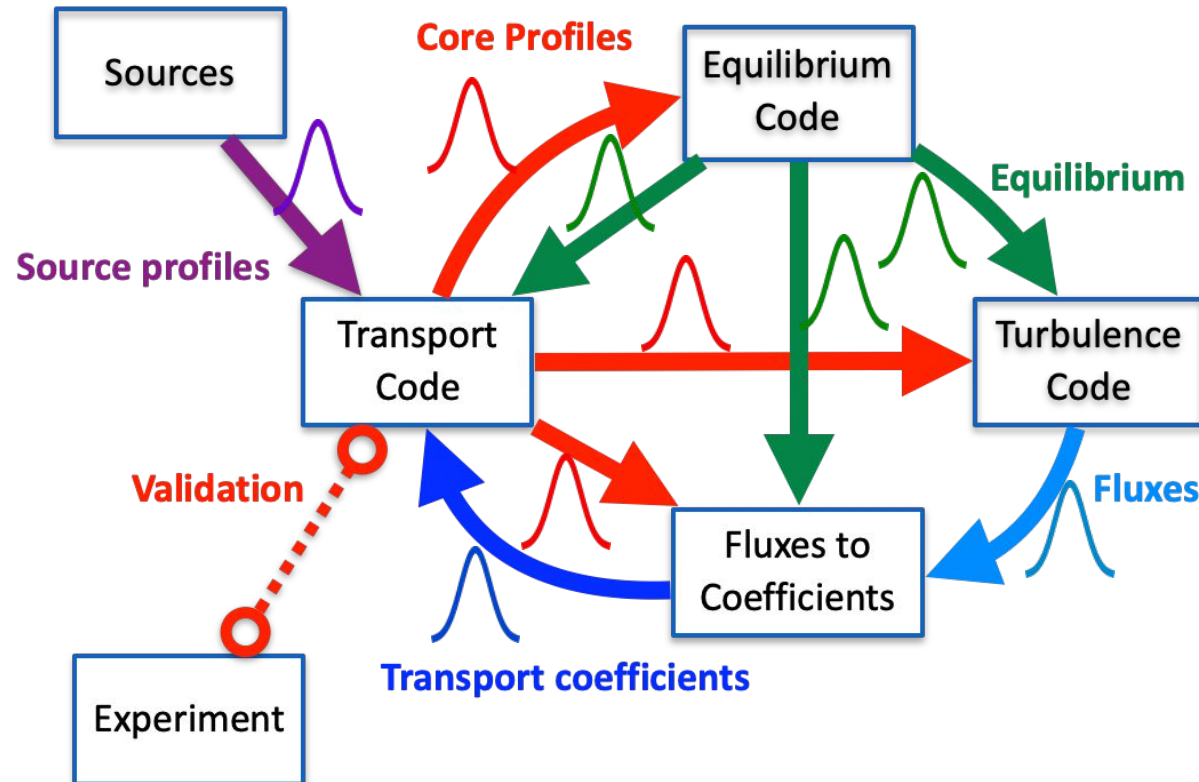 Sources
Core Profiles
Equilibrium
Code
Equilibrium
Source profiles
Transport
Code
Turbulence
Code
Validation
Fluxes
Fluxes to
Coefficients
Transport coefficients
Experiment